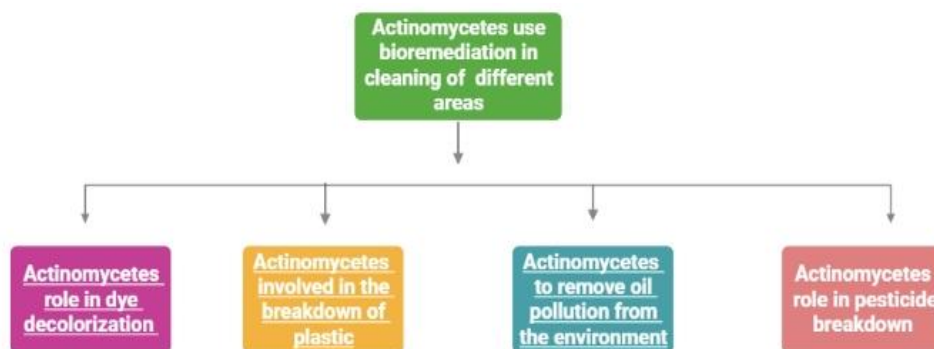 Actinomycetes use
bioremediation in
cleaning of different
areas
Actinomycetes
role in dye
decolorization
Actinomycetes
involved in the
breakdown of
plastic
Actinomycetes
to remove oil
pollution from
the environment
Actinomycetes
role in pesticide
breakdown